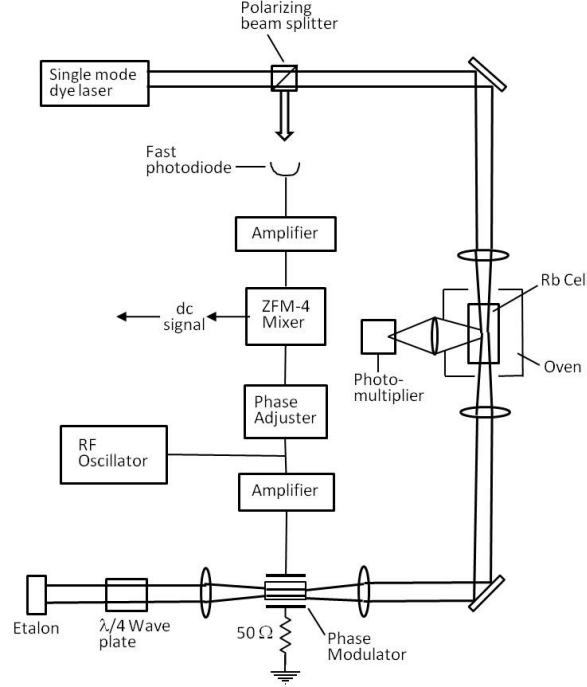 Polarizing
beam splitter
Single mode
dye laser
Fast
photodiode
Amplifier
ZFM-4
Mixer
dc
signal
Rb Cel
Oven
Photo-
multiplier
Phase
Adjuster
RF
Oscillator
Amplifier
Etalon
λ/4 Wave
plate
50 Ω
Phase
Modulator